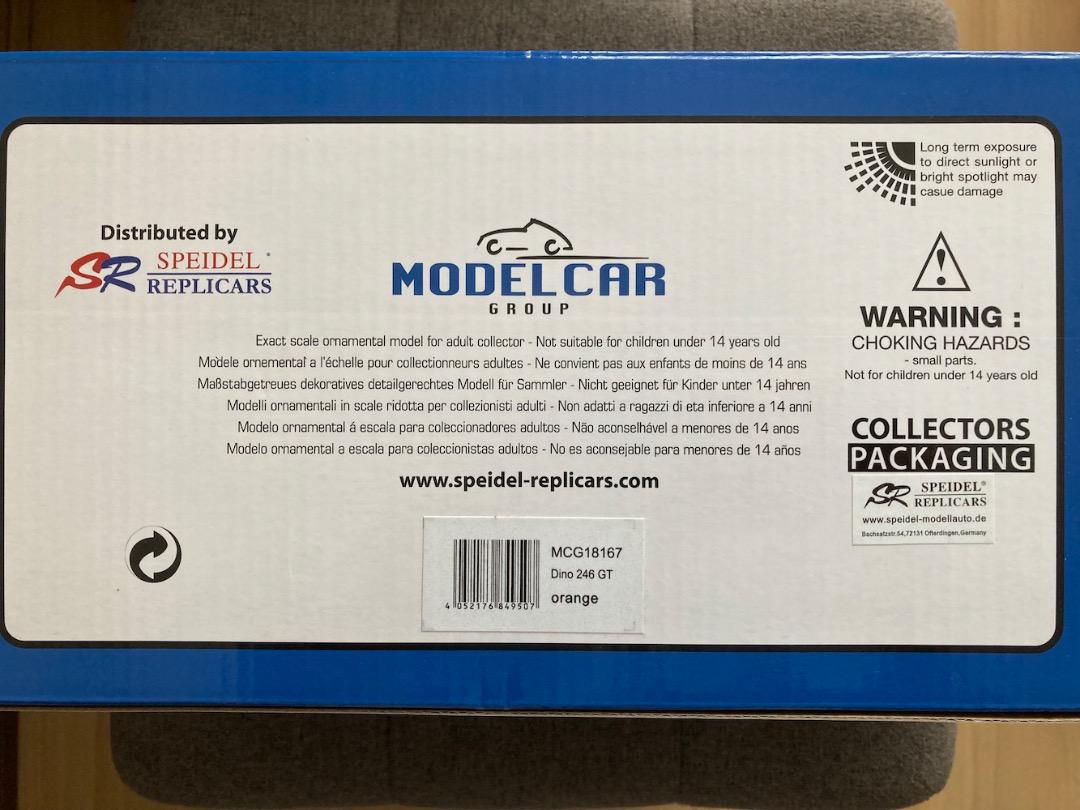 Long term exposure
to direct sunlight or
bright spotlight may
casue damage
Distributed by
SR SPEIDEL®
REPLICARS
MODELCAR
GROUP
Exact scale ornamental model for adult collector - Not suitable for children under 14 years old
Modèle ornemental a l'échelle pour collectionneurs adultes - Ne convient pas aux enfants de moins de 14 ans
Maßstabgetreues dekoratives detailgerechtes Modell für Sammler - Nicht geeignet für Kinder unter 14 jahren
Modelli ornamentali in scale ridotta per collezionisti adulti - Non adatti a ragazzi di eta inferiore a 14 anni
Modelo ornamental á escala para coleccionadores adultos - Não aconselhável a menores de 14 anos
Modelo ornamental a escala para coleccionistas adultos - No es aconsejable para menores de 14 años
www.speidel-replicars.com
WARNING :
CHOKING HAZARDS
- small parts.
Not for children under 14 years old
COLLECTORS
PACKAGING
SR SPEIDEL®
REPLICARS
www.speidel-modellauto.de
Bachsatzstr.54,72131 Ofterdingen,Germany
MCG18167
Dino 246 GT
orange
4 052176 849507